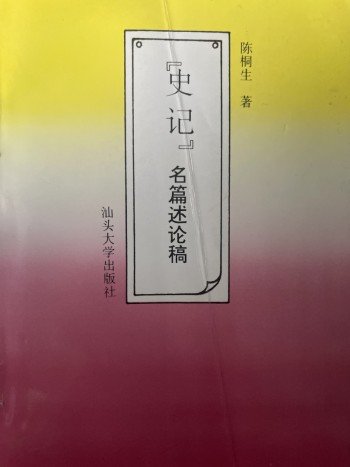 陈桐生 著
『史记』
名篇述论稿
汕头大学出版社